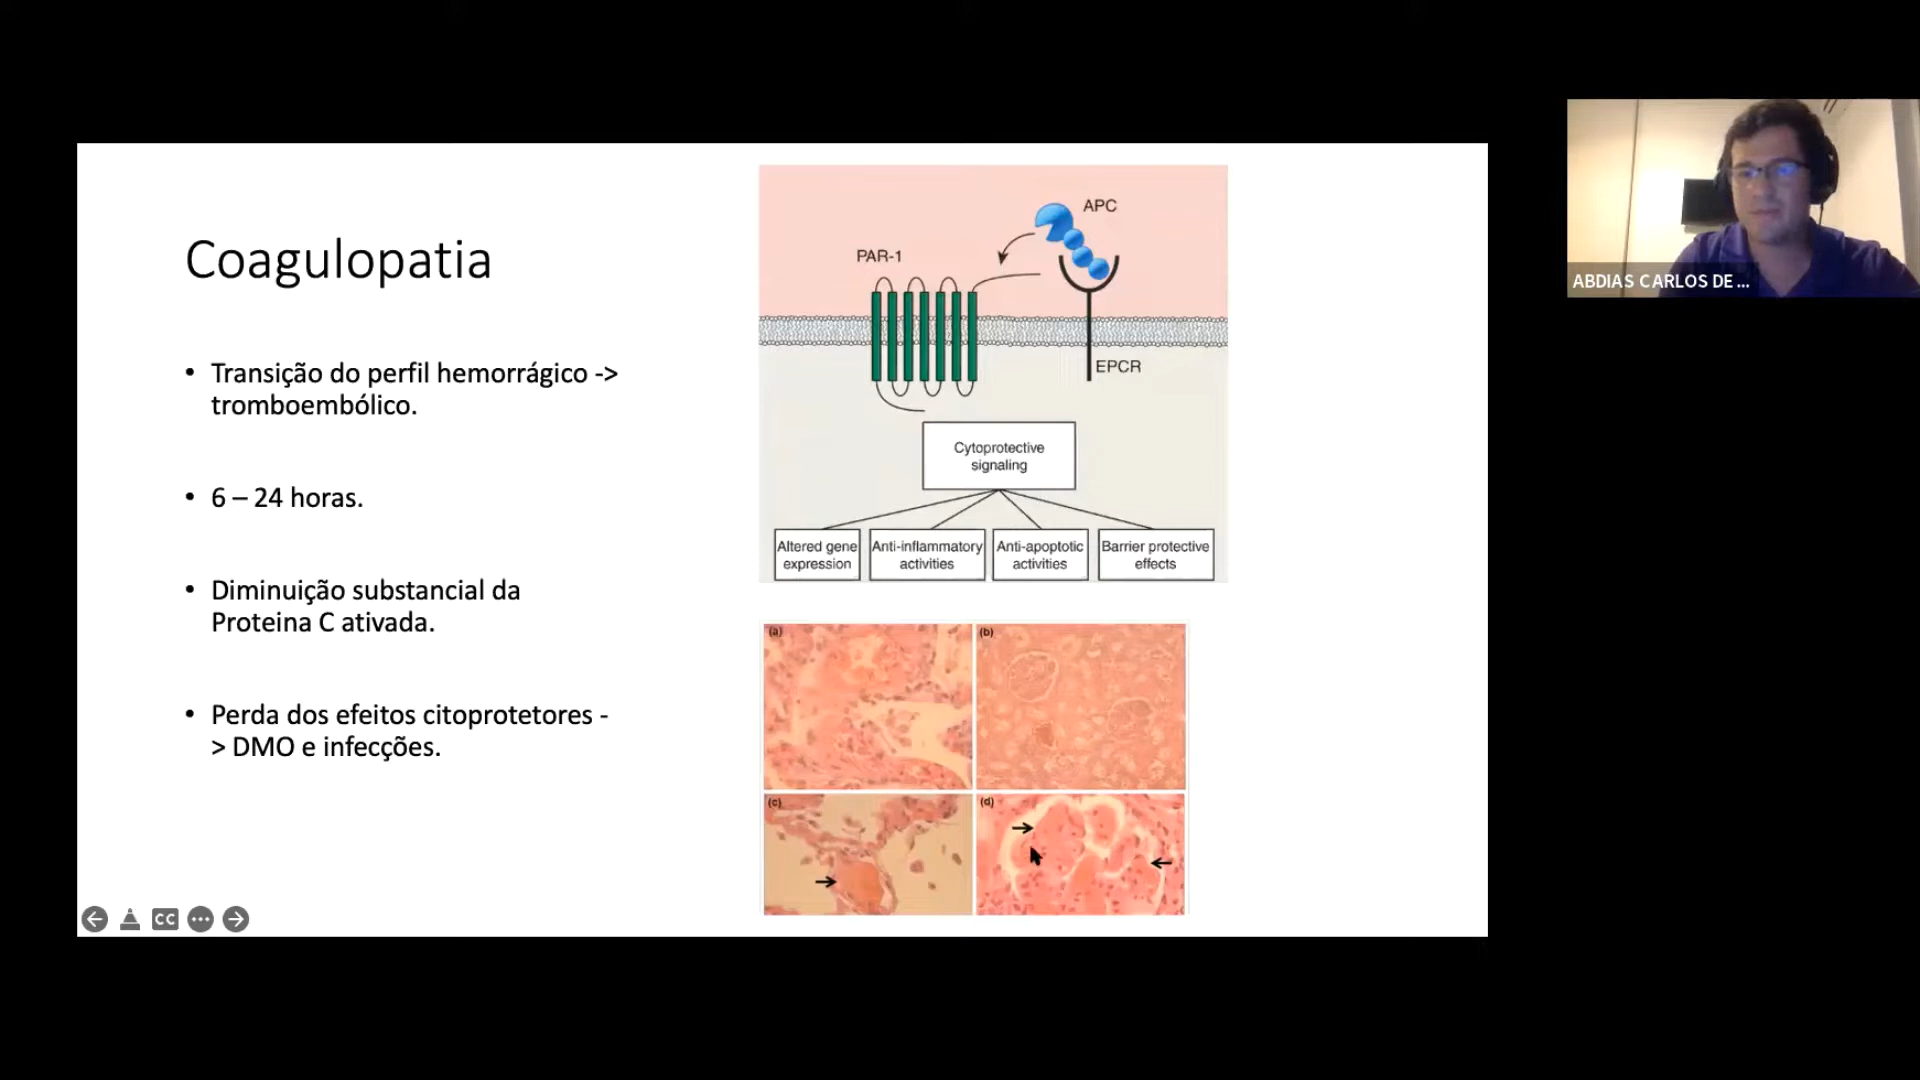 Coagulopatia
• Transição do perfil hemorrágico ->
tromboembólico.
• 6 – 24 horas.
• Diminuição substancial da
Proteina C ativada.
• Perda dos efeitos citoprotetores -
> DMO e infecções.
APC
PAR-1
EPCR
Cytoprotective
signaling
Altered gene
expression
Anti-inflammatory
activities
Anti-apoptotic
activities
Barrier protective
effects
(a)
(b)
(c)
(d)
CC
ABDIAS CARLOS DE ...